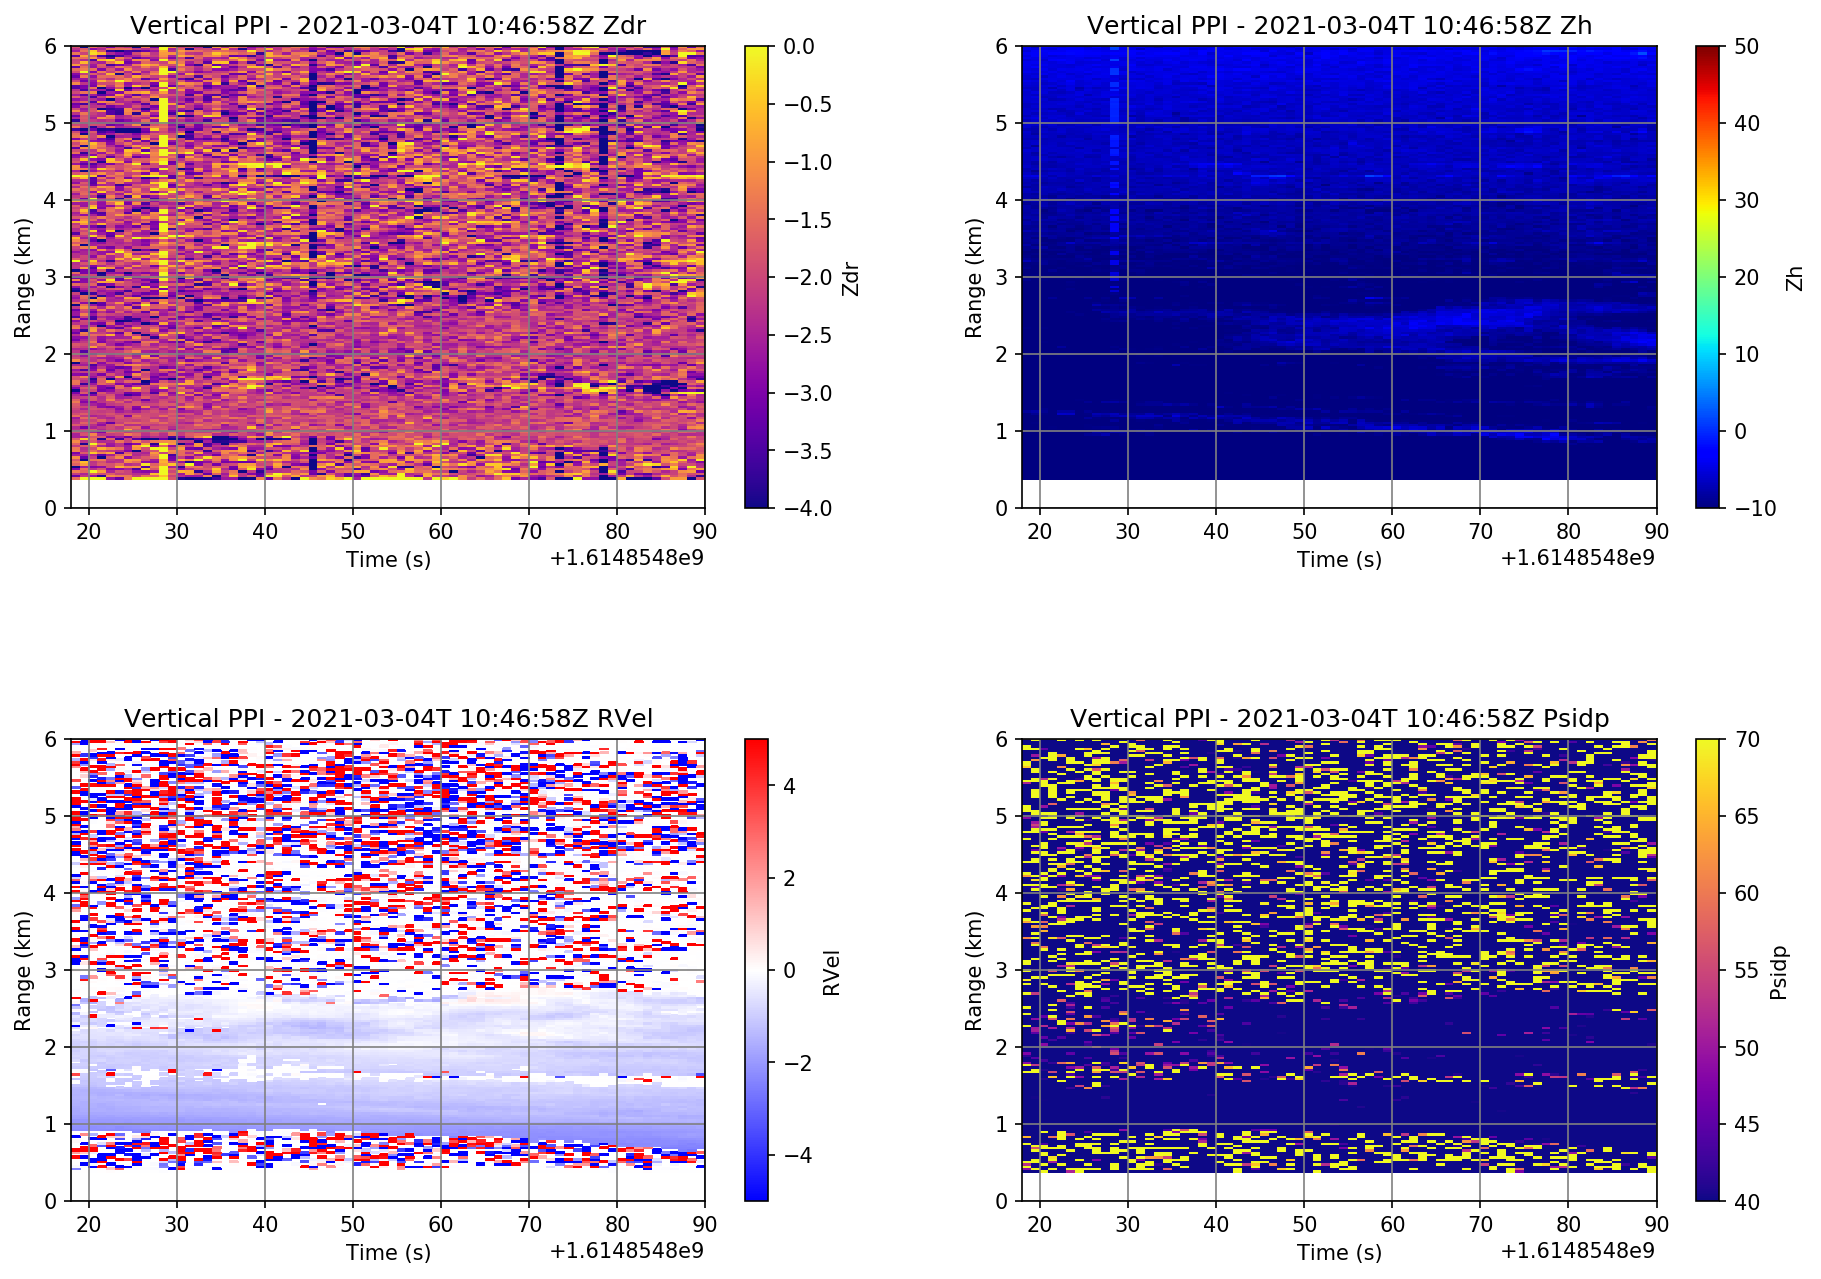 Vertical PPI - 2021-03-04T 10:46:58Z Zdr
6
5
4
3
2
1
0
Range (km)
20 30 40 50 60 70 80 90
Time (s)
+1.6148548e9
0.0
−0.5
−1.0
−1.5
−2.0
−2.5
−3.0
−3.5
−4.0
Zdr
Vertical PPI - 2021-03-04T 10:46:58Z Zh
6
5
4
3
2
1
0
Range (km)
20 30 40 50 60 70 80 90
Time (s)
+1.6148548e9
50
40
30
20
10
0
−10
Zh
Vertical PPI - 2021-03-04T 10:46:58Z RVel
6
5
4
3
2
1
0
Range (km)
20 30 40 50 60 70 80 90
Time (s)
+1.6148548e9
4
2
0
−2
−4
RVel
Vertical PPI - 2021-03-04T 10:46:58Z Psidp
6
5
4
3
2
1
0
Range (km)
20 30 40 50 60 70 80 90
Time (s)
+1.6148548e9
70
65
60
55
50
45
40
Psidp